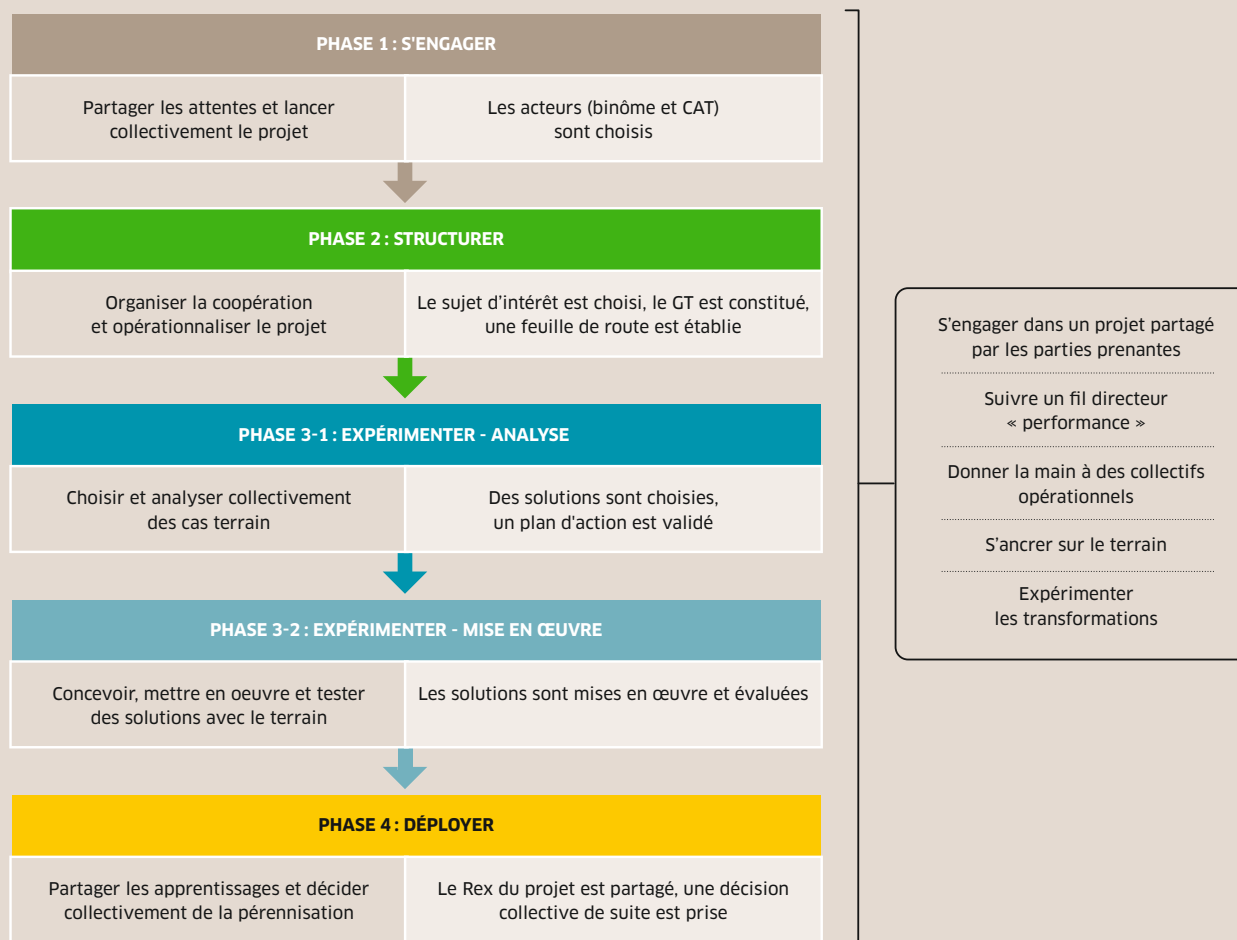 PHASE 1 : S'ENGAGER
Partager les attentes et lancer
collectivement le projet
Les acteurs (binôme et CAT)
sont choisis
PHASE 2 : STRUCTURER
Organiser la coopération
et opérationnaliser le projet
Le sujet d’intérêt est choisi, le GT est constitué,
une feuille de route est établie
PHASE 3-1 : EXPÉRIMENTER - ANALYSE
Choisir et analyser collectivement
des cas terrain
Des solutions sont choisies,
un plan d'action est validé
PHASE 3-2 : EXPÉRIMENTER - MISE EN ŒUVRE
Concevoir, mettre en oeuvre et tester
des solutions avec le terrain
Les solutions sont mises en œuvre et évaluées
PHASE 4 : DÉPLOYER
Partager les apprentissages et décider
collectivement de la pérennisation
Le Rex du projet est partagé, une décision
collective de suite est prise
S’engager dans un projet partagé
par les parties prenantes
Suivre un fil directeur
« performance »
Donner la main à des collectifs
opérationnels
S’ancrer sur le terrain
Expérimenter
les transformations